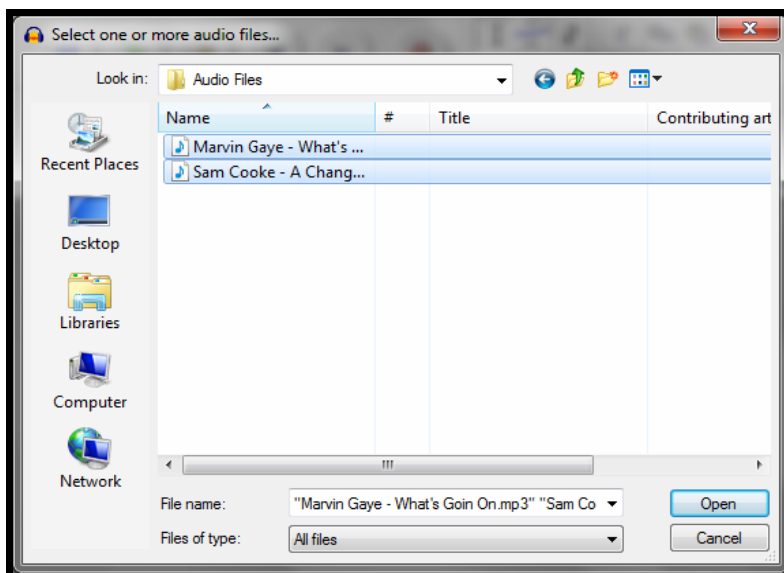 Select one or more audio files...
Look in: Audio Files
Name # Title Contributing art
Marvin Gaye - What's ...
Sam Cooke - A Chang...
Recent Places
Desktop
Libraries
Computer
Network
File name: "Marvin Gaye - What's Goin On.mp3" "Sam Co Open
Files of type: All files Cancel